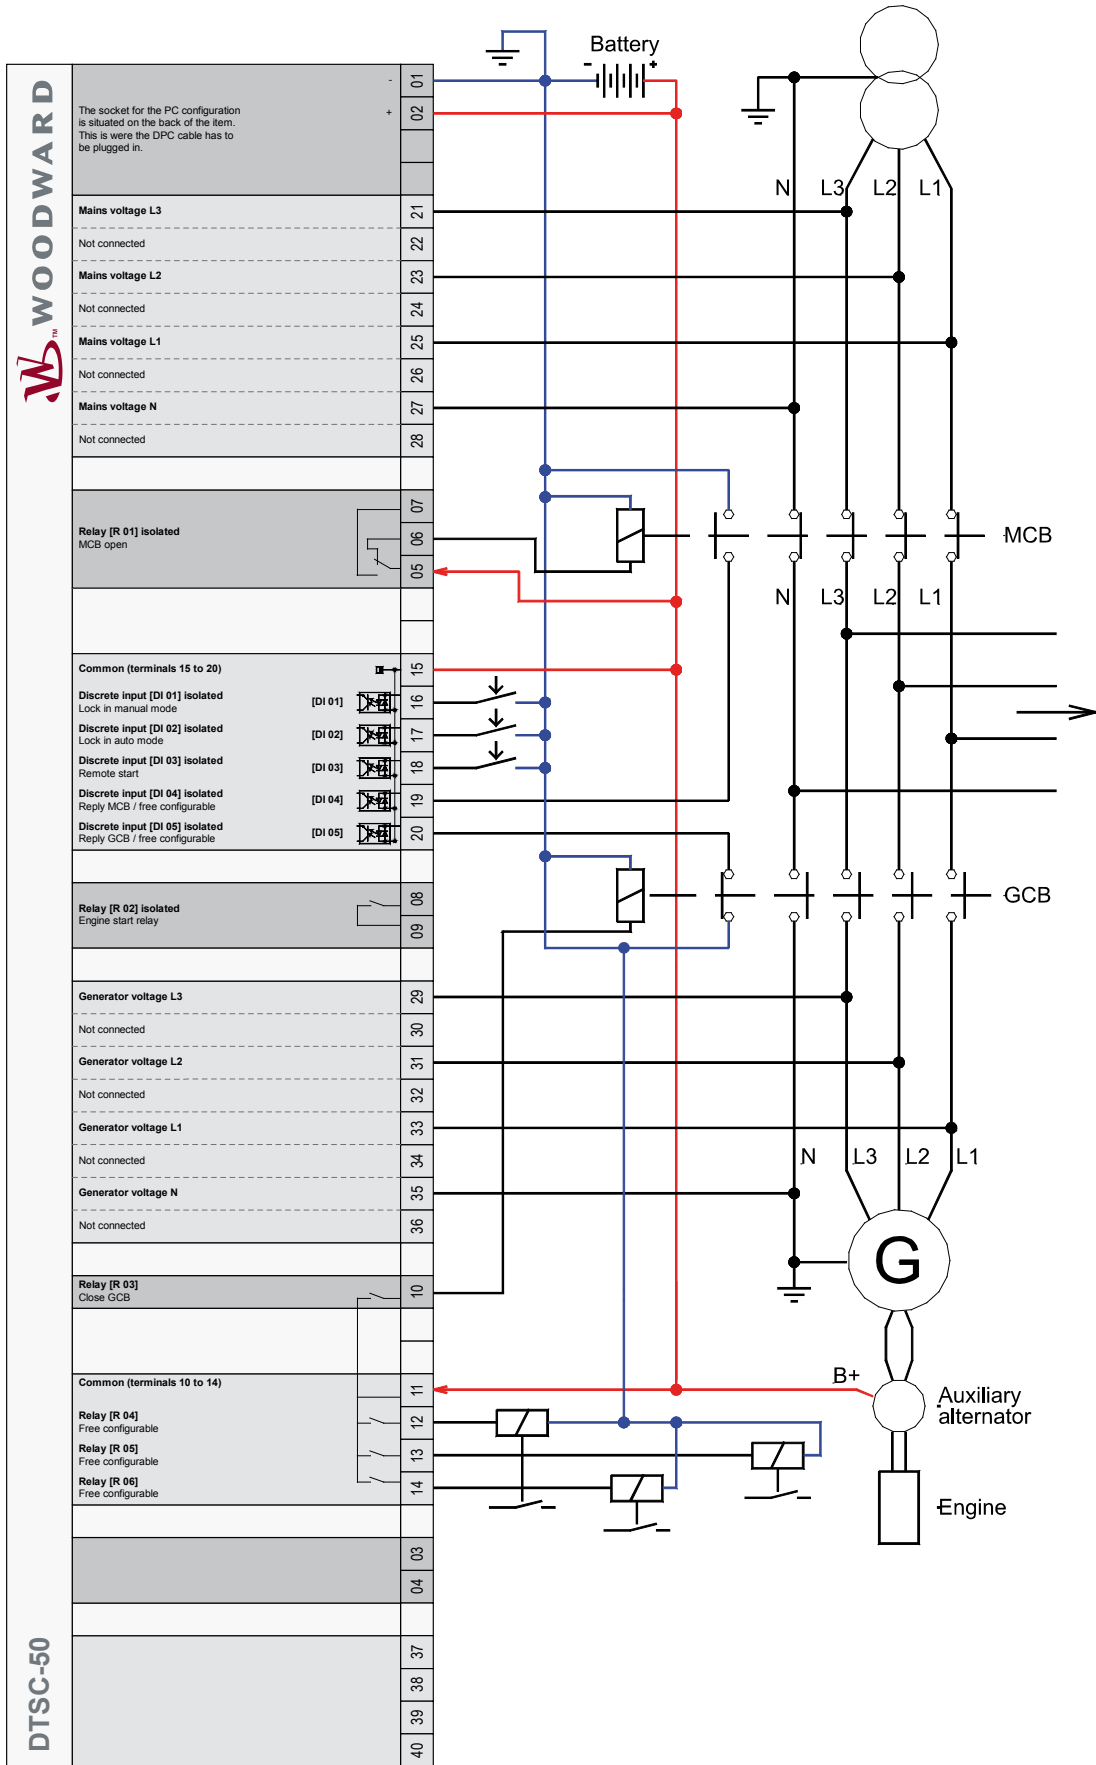 Battery
- +
WOODWARD
TM
DTSC-50
- 01
The socket for the PC configuration
is situated on the back of the item.
This is were the DPC cable has to
be plugged in.
+ 02
N L3 L2 L1
Mains voltage L3 21
Not connected 22
Mains voltage L2 23
Not connected 24
Mains voltage L1 25
Not connected 26
Mains voltage N 27
Not connected 28
07
Relay [R 01] isolated
MCB open
06
05
MCB
N L3 L2 L1
Common (terminals 15 to 20) 15
Discrete input [DI 01] isolated
Lock in manual mode
[DI 01] 16
Discrete input [DI 02] isolated
Lock in auto mode
[DI 02] 17
Discrete input [DI 03] isolated
Remote start
[DI 03] 18
Discrete input [DI 04] isolated
Reply MCB / free configurable
[DI 04] 19
Discrete input [DI 05] isolated
Reply GCB / free configurable
[DI 05] 20
Relay [R 02] isolated
Engine start relay
08
09
GCB
Generator voltage L3 29
Not connected 30
Generator voltage L2 31
Not connected 32
Generator voltage L1 33
Not connected 34
N L3 L2 L1
Generator voltage N 35
Not connected 36
G
Relay [R 03]
Close GCB
10
Common (terminals 10 to 14) 11
B+
Auxiliary
alternator
Relay [R 04]
Free configurable
12
Relay [R 05]
Free configurable
13
Relay [R 06]
Free configurable
14
Engine
03
04
37
38
39
40